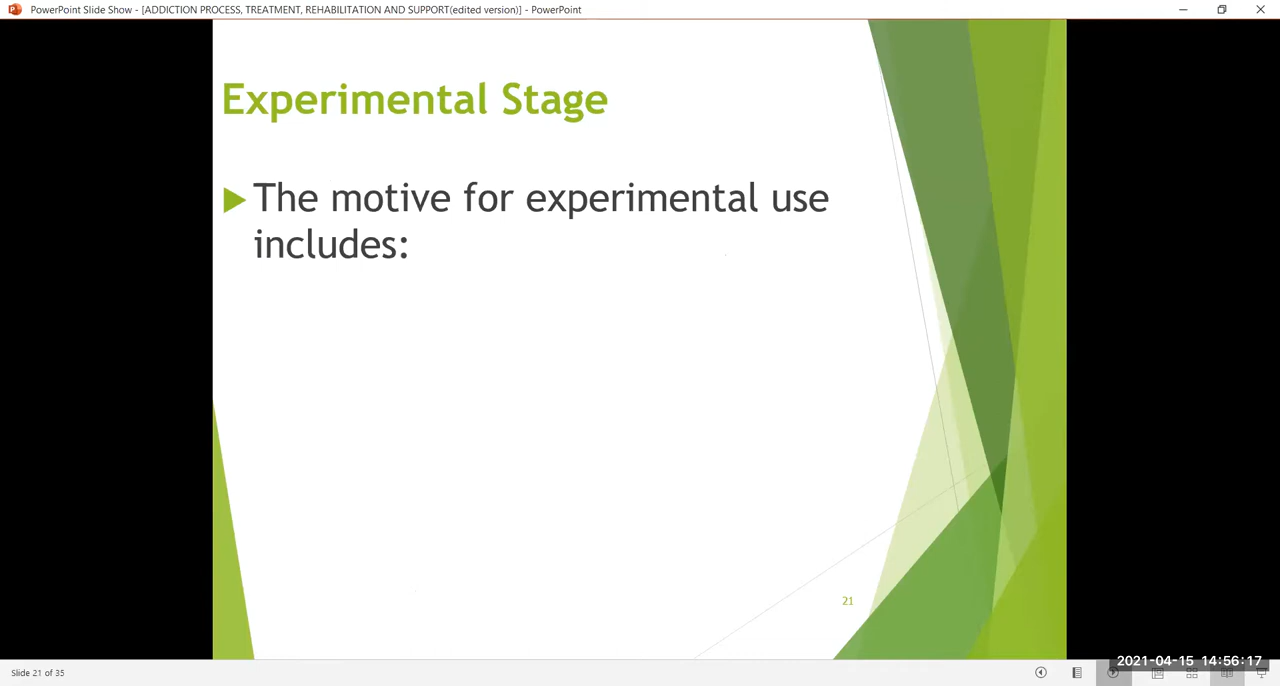 PowerPoint Slide Show - [ADDICTION PROCESS, TREATMENT, REHABILITATION AND SUPPORT(edited version)] - PowerPoint
Experimental Stage
The motive for experimental use
includes:
21
2021-04-15 14:56:17
Slide 21 of 35